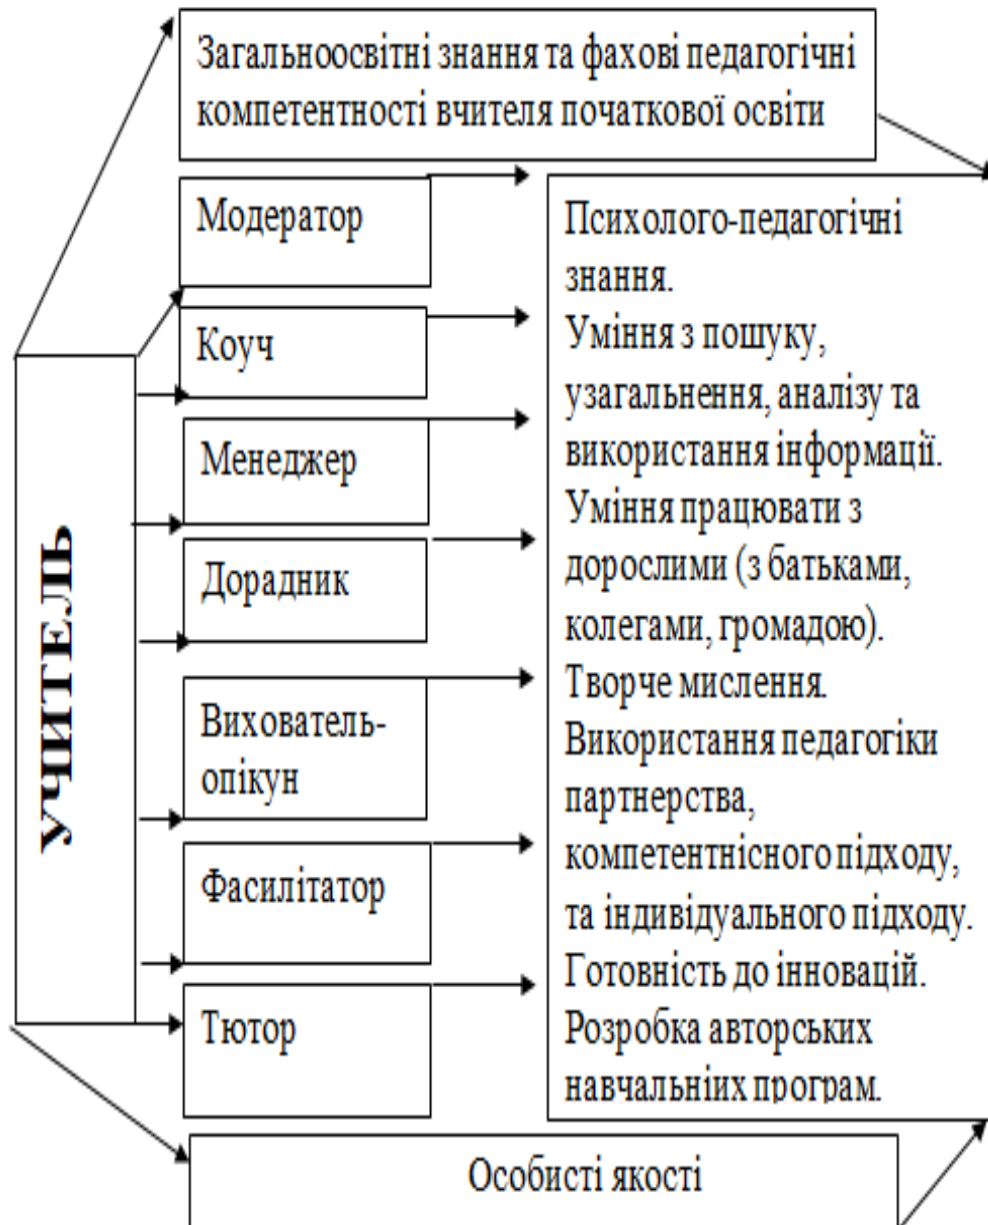 Загальноосвітні знання та фахові педагогічні
компетентності вчителя початкової освіти
УЧИТЕЛЬ
Модератор
Коуч
Менеджер
Дорадник
Вихователь-
опікун
Фасилітатор
Тютор
Психолого-педагогічні
знання.
Уміння з пошуку,
узагальнення, аналізу та
використання інформації.
Уміння працювати з
дорослими (з батьками,
колегами, громадою).
Творче мислення.
Використання педагогіки
партнерства,
компетентнісного підходу,
та індивідуального підходу.
Готовність до інновацій.
Розробка авторських
навчальніих програм.
Особисті якості